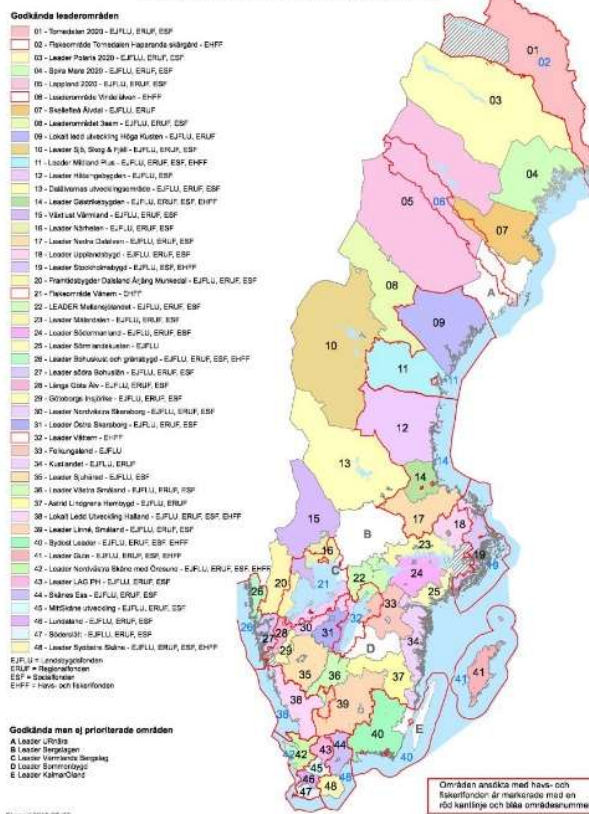 Godkända leaderområden
01 - Tornedalen 2020 - EJFLU, ERUF, ESF
02 - Fiskeområde Tornedalen Haparanda skärgård - EHFF
03 - Leader Polaris 2020 - EJFLU, ERUF, ESF
04 - Spira Mare 2020 - EJFLU, ERUF, ESF
05 - Lappland 2020 - EJFLU, ERUF, ESF
06 - Leaderområde Vindelälven - EHFF
07 - Skellefteå Älvdal - EJFLU, ERUF
08 - Leaderområdet 3sam - EJFLU, ERUF, ESF
09 - Lokalt ledd utveckling Höga Kusten - EJFLU, ERUF
10 - Leader Sjö, Skog & Fjäll - EJFLU, ERUF, ESF
11 - Leader Mittland Plus - EJFLU, ERUF, ESF, EHFF
12 - Leader Hälsingebygden - EJFLU, ESF
13 - Dalälvarnas utvecklingsområde - EJFLU, ERUF, ESF
14 - Leader Gästrikebygden - EJFLU, ERUF, ESF, EHFF
15 - Växtlust Värmland - EJFLU, ERUF, ESF
16 - Leader Närheten - EJFLU, ERUF, ESF
17 - Leader Nedre Dalälven - EJFLU, ERUF, ESF
18 - Leader Upplandsbygd - EJFLU, ERUF, ESF
19 - Leader Stockholmsbygd - EJFLU, ESF, EHFF
20 - Framtidsbygder Dalsland Årjäng Munkedal - EJFLU, ERUF, ESF
21 - Fiskeområde Vänern - EHFF
22 - LEADER Mellansjölandet - EJFLU, ERUF, ESF
23 - Leader Mälardalen - EJFLU, ERUF, ESF
24 - Leader Södermanland - EJFLU, ERUF, ESF
25 - Leader Sörmlandskusten - EJFLU
26 - Leader Bohuskust och gränsbygd - EJFLU, ERUF, ESF, EHFF
27 - Leader södra Bohuslän - EJFLU, ERUF, ESF
28 - Längs Göta Älv - EJFLU, ERUF, ESF
29 - Göteborgs Insjörike - EJFLU, ERUF, ESF
30 - Leader Nordvästra Skaraborg - EJFLU, ERUF, ESF
31 - Leader Östra Skaraborg - EJFLU, ERUF, ESF
32 - Leader Vättern - EHFF
33 - Folkungaland - EJFLU
34 - Kustlandet - EJFLU, ERUF
35 - Leader Sjuhärad - EJFLU, ESF
36 - Leader Västra Småland - EJFLU, ERUF, ESF
37 - Astrid Lindgrens Hembygd - EJFLU, ERUF
38 - Lokalt Ledd Utveckling Halland - EJFLU, ERUF, ESF, EHFF
39 - Leader Linné, Småland - EJFLU, ERUF, ESF
40 - Sydost Leader - EJFLU, ERUF, ESF, EHFF
41 - Leader Gute - EJFLU, ERUF, ESF, EHFF
42 - Leader Nordvästra Skåne med Öresund - EJFLU, ERUF, ESF, EHFF
43 - Leader LAG PH - EJFLU, ERUF, ESF
44 - Skånes Ess - EJFLU, ERUF, ESF
45 - MittSkåne utveckling - EJFLU, ERUF, ESF
46 - Lundaland - EJFLU, ERUF, ESF
47 - Söderslätt - EJFLU, ERUF, ESF
48 - Leader Sydöstra Skåne - EJFLU, ERUF, ESF, EHFF
EJFLU = Landsbygdsfonden
ERUF = Regionalfonden
ESF = Socialfonden
EHFF = Havs- och fiskerifonden
Godkända men ej prioriterade områden
A Leader URnära
B Leader Bergslagen
C Leader Värmlands Bergslag
D Leader Sommenbygd
E Leader KalmarÖland
01
02
03
04
05
06
07
A
08
09
10
11
11
12
13
14
14
15
B
17
18
16
C
23
19
19
20
21
22
24
25
26
26
32
33
27
28
30
31
34
29
D
35
36
37
41
41
38
38
39
E
40
40
42
42
43
44
45
46
48
47
48
Områden ansökta med havs- och
fiskerifonden är markerade med en
röd kantlinje och blåa områdesnummer